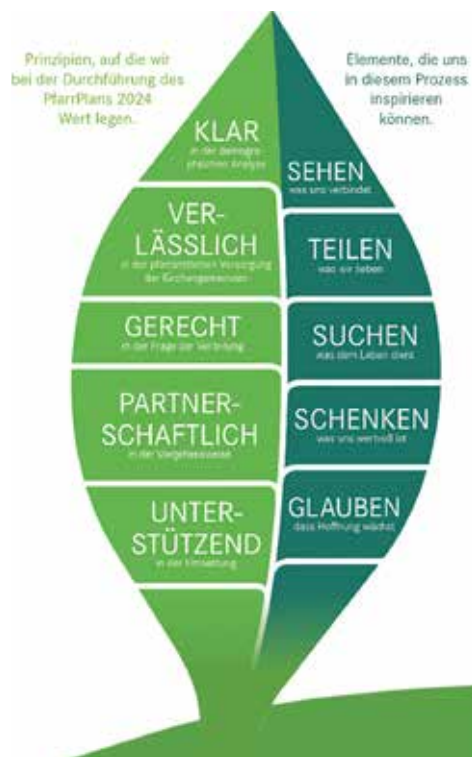 Prinzipien, auf die wir
bei der Durchführung des
PfarrPlans 2024
Wert legen.
Elemente, die uns
in diesem Prozess
inspirieren
können.
KLAR
in der demogra-
phischen Analyse
VER-
LÄSSLICH
in der pfarramtlichen Versorgung
der Kirchengemeinden
GERECHT
in der Frage der Verteilung
PARTNER-
SCHAFTLICH
in der Vorgehensweise
UNTER-
STÜTZEND
in der Umsetzung
SEHEN
was uns verbindet
TEILEN
was wir lieben
SUCHEN
was dem Leben dient
SCHENKEN
was uns wertvoll ist
GLAUBEN
dass Hoffnung wächst